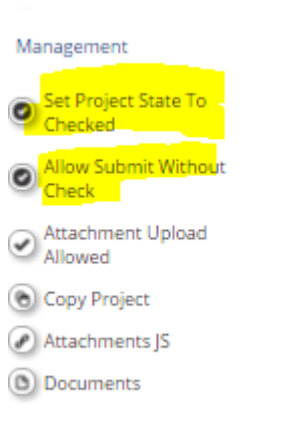 Management
Set Project State To
Checked
Allow Submit Without
Check
Attachment Upload
Allowed
Copy Project
Attachments JS
Documents